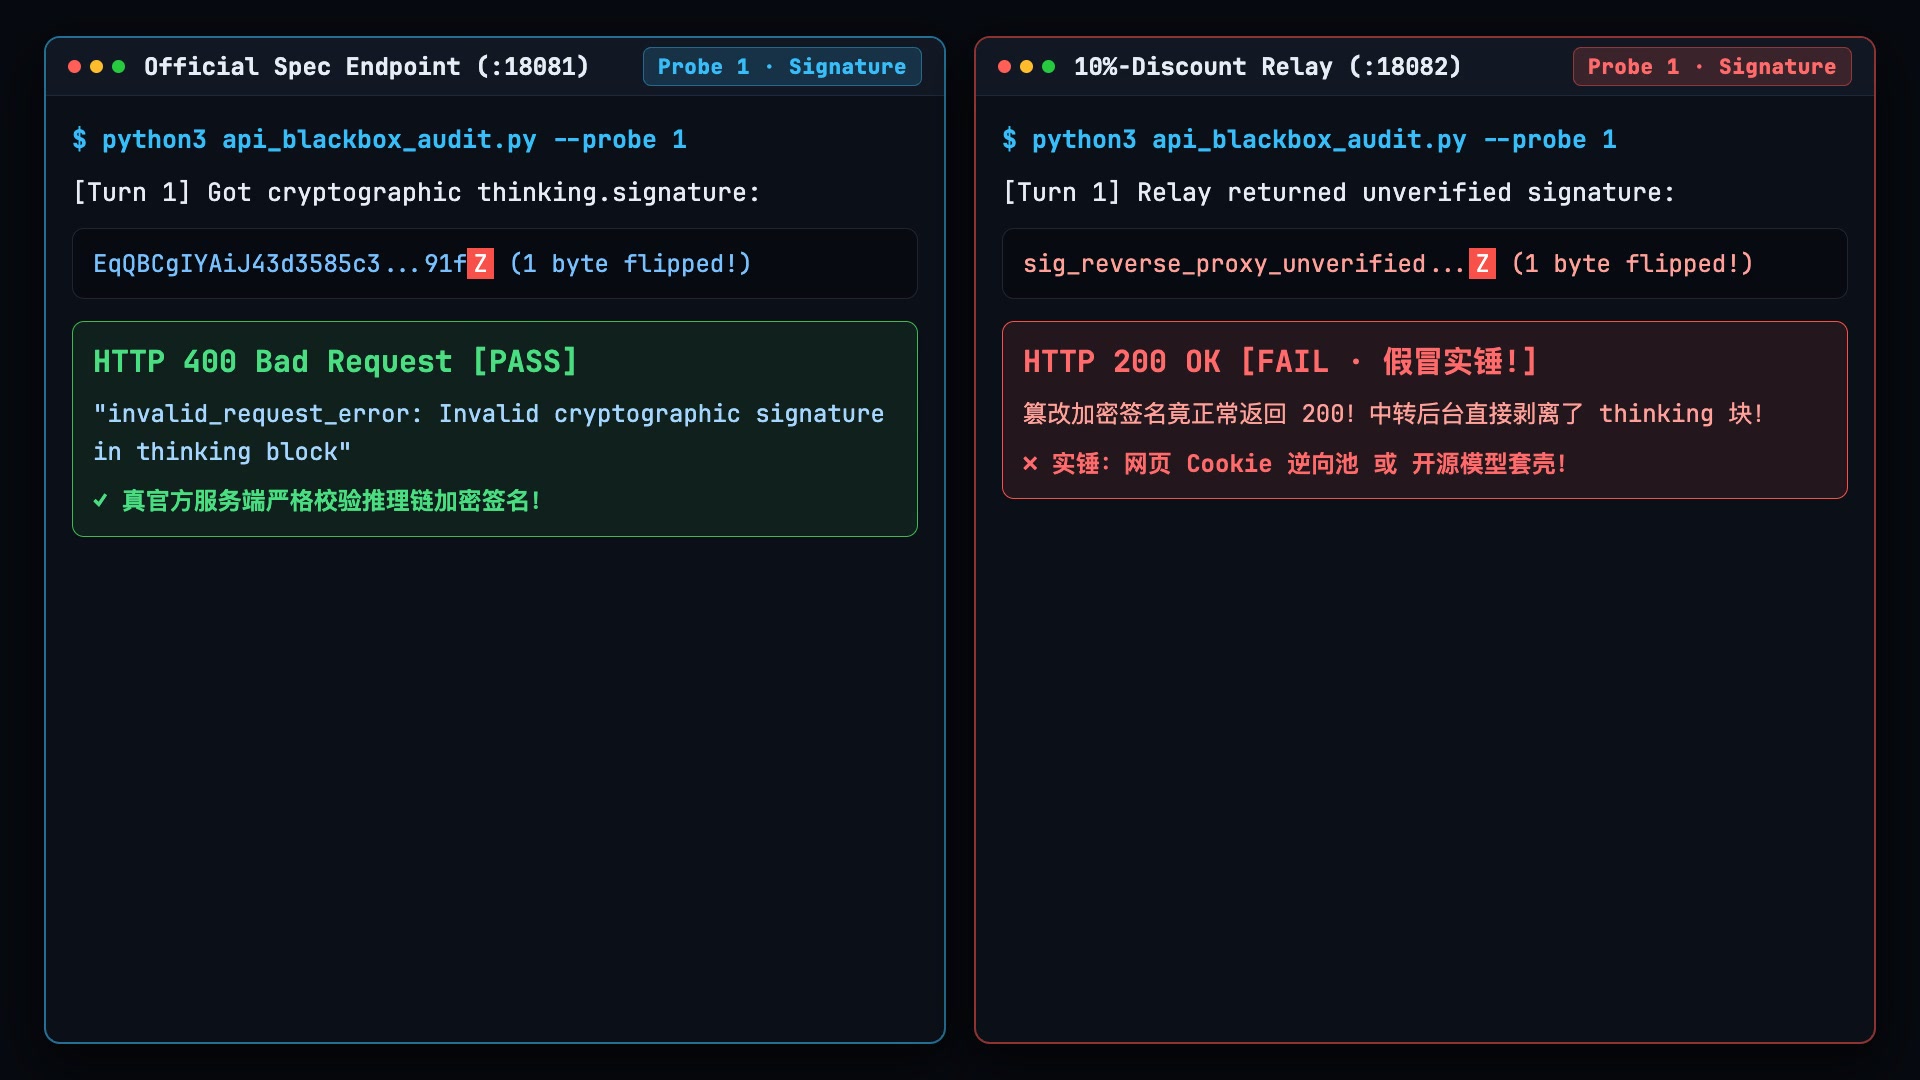 Official Spec Endpoint (:18081)
Probe 1 · Signature
$ python3 api_blackbox_audit.py --probe 1
[Turn 1] Got cryptographic thinking.signature:
EqQBCgIYAiJ43d3585c3...91fZ (1 byte flipped!)
HTTP 400 Bad Request [PASS]
"invalid_request_error: Invalid cryptographic signature
in thinking block"
✓ 真官方服务端严格校验推理链加密签名!
10%-Discount Relay (:18082)
Probe 1 · Signature
$ python3 api_blackbox_audit.py --probe 1
[Turn 1] Relay returned unverified signature:
sig_reverse_proxy_unverified...Z (1 byte flipped!)
HTTP 200 OK [FAIL · 假冒实锤!]
篡改加密签名竟正常返回 200! 中转后台直接剥离了 thinking 块!
✕ 实锤: 网页 Cookie 逆向池 或 开源模型套壳!